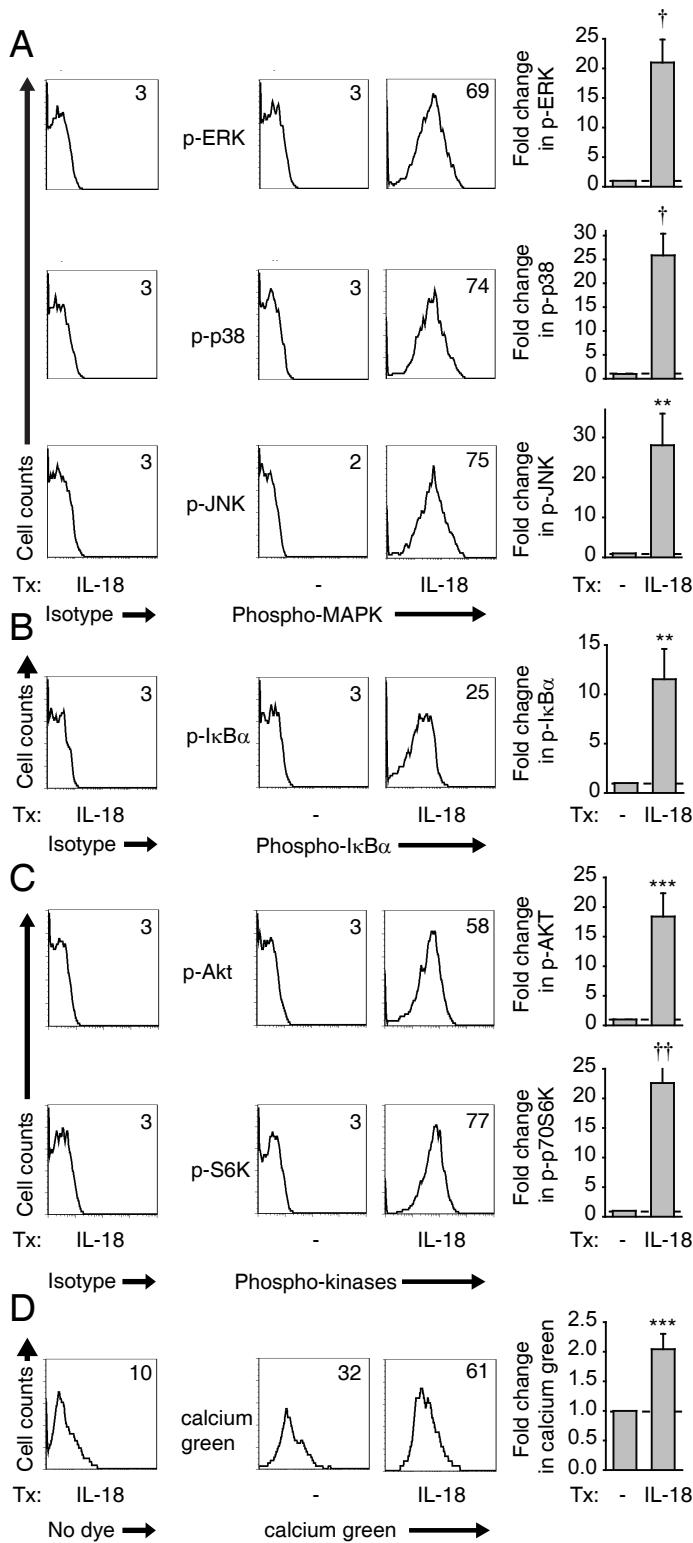 A
Cell counts
3
p-ERK
3
69
Fold change
in p-ERK
25
20
15
10
5
0
†
3
p-p38
3
74
Fold change
in p-p38
30
25
20
15
10
5
0
†
3
p-JNK
2
75
Fold change
in p-JNK
30
20
10
0
**
Tx: IL-18 - IL-18 Tx: - IL-18
Isotype Phospho-MAPK
B
Cell counts
3
p-IκBα
3
25
Fold chagne
in p-IκBα
15
10
5
0
**
Tx: IL-18 - IL-18 Tx: - IL-18
Isotype Phospho-IκBα
C
Cell counts
3
p-Akt
3
58
Fold change
in p-AKT
25
20
15
10
5
0
***
3
p-S6K
3
77
Fold change
in p-p70S6K
25
20
15
10
5
0
††
Tx: IL-18 - IL-18 Tx: - IL-18
Isotype Phospho-kinases
D
Cell counts
10
calcium
green
32
61
Fold change
in calcium green
2.5
2.0
1.5
1.0
0.5
0.0
***
Tx: IL-18 - IL-18 Tx: - IL-18
No dye calcium green